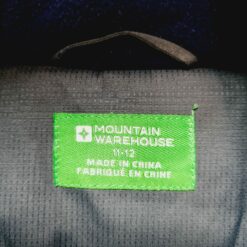 MOUNTAIN
WAREHOUSE
11-12
MADE IN CHINA
FABRIQUÉ EN CHINE